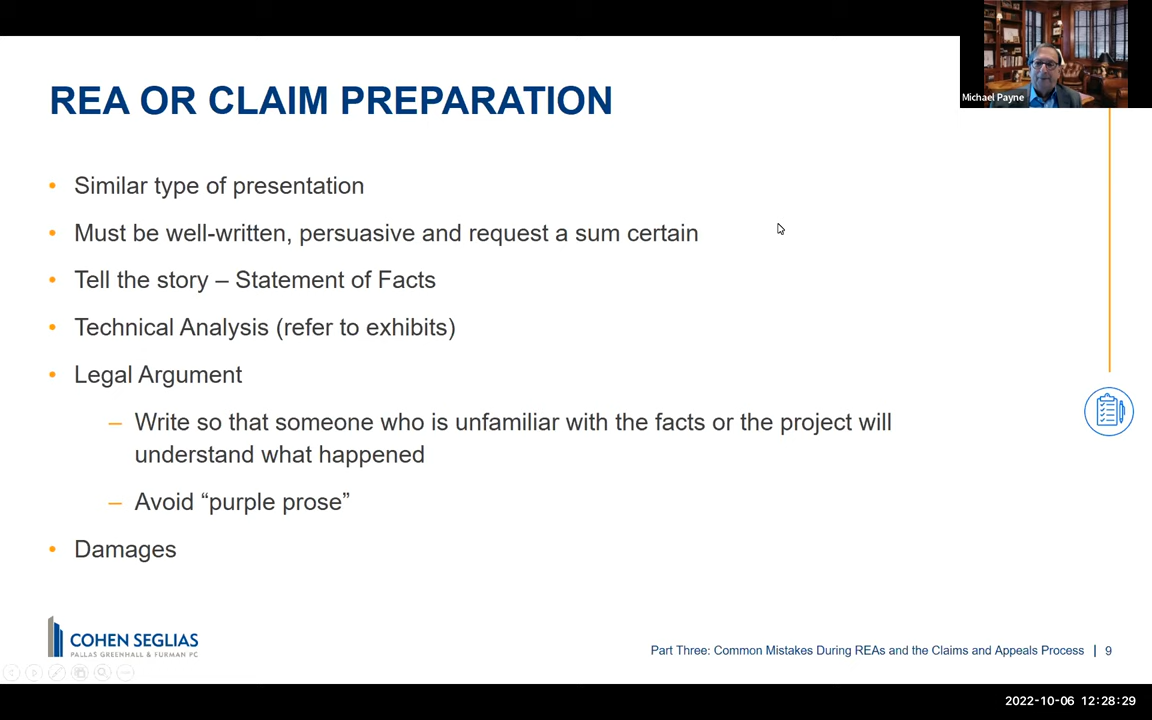 Michael Payne
REA OR CLAIM PREPARATION
• Similar type of presentation
• Must be well-written, persuasive and request a sum certain
• Tell the story – Statement of Facts
• Technical Analysis (refer to exhibits)
• Legal Argument
– Write so that someone who is unfamiliar with the facts or the project will
understand what happened
– Avoid “purple prose”
• Damages
COHEN SEGLIAS
PALLAS GREENHALL & FURMAN PC
Part Three: Common Mistakes During REAs and the Claims and Appeals Process | 9
2022-10-06 12:28:29